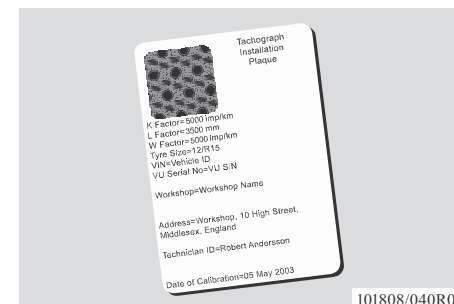 Tachograph
Installation
Plaque
K Factor=5000 imp/km
L Factor=3500 mm
W Factor=5000 Imp/km
Tyre Size=12/R15
VIN=Vehicle ID
VU Serial No=VU S/N
Workshop=Workshop Name
Address=Workshop, 10 High Street,
Middlesex, England
Technician ID=Robert Andersson
Date of Calibration=05 May 2003